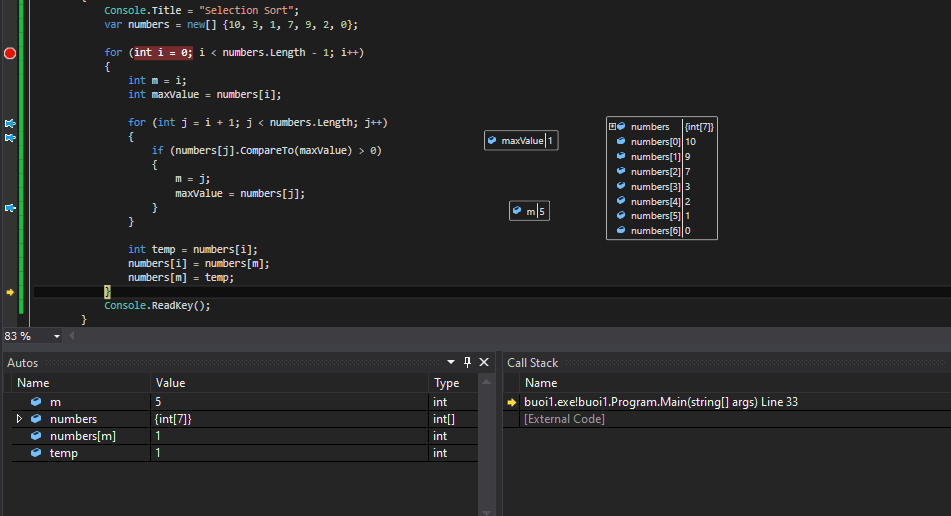 {
Console.Title = "Selection Sort";
var numbers = new[] {10, 3, 1, 7, 9, 2, 0};
for (int i = 0; i < numbers.Length - 1; i++)
{
int m = i;
int maxValue = numbers[i];
for (int j = i + 1; j < numbers.Length; j++)
{
if (numbers[j].CompareTo(maxValue) > 0)
{
m = j;
maxValue = numbers[j];
}
}
int temp = numbers[i];
numbers[i] = numbers[m];
numbers[m] = temp;
}
Console.ReadKey();
}
maxValue 1
m 5
numbers {int[7]}
numbers[0] 10
numbers[1] 9
numbers[2] 7
numbers[3] 3
numbers[4] 2
numbers[5] 1
numbers[6] 0
83 %
Autos
Name Value Type
m 5 int
numbers {int[7]} int[]
numbers[m] 1 int
temp 1 int
Call Stack
Name
buoi1.exe!buoi1.Program.Main(string[] args) Line 33
[External Code]